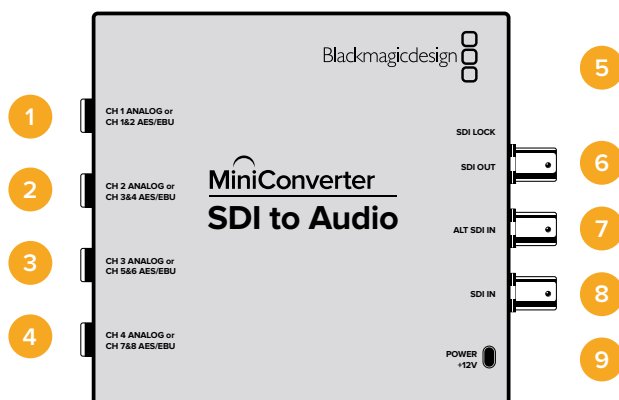 Blackmagicdesign
5
1
CH 1 ANALOG or
CH 1&2 AES/EBU
SDI LOCK
SDI OUT
6
2
CH 2 ANALOG or
CH 3&4 AES/EBU
MiniConverter
SDI to Audio
ALT SDI IN
7
3
CH 3 ANALOG or
CH 5&6 AES/EBU
SDI IN
8
4
CH 4 ANALOG or
CH 7&8 AES/EBU
POWER
+12V
9